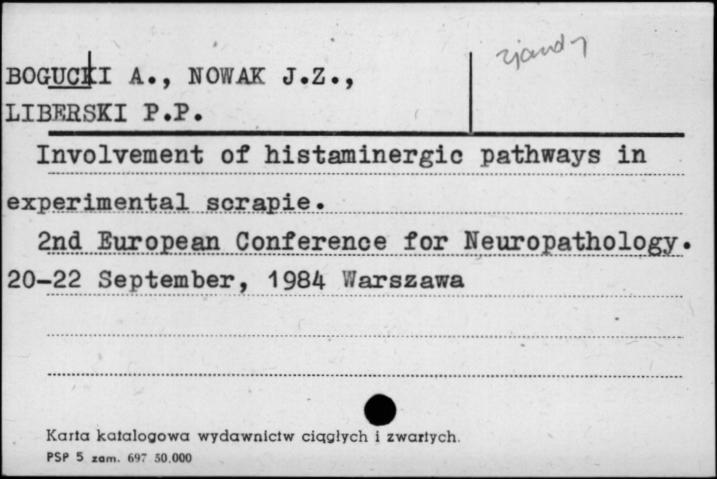 zjazdy
BOGUCKI A., NOWAK J.Z.,
LIBERSKI P.P.
Involvement of histaminergic pathways in
experimental scrapie.
2nd European Conference for Neuropathology.
20-22 September, 1984 Warszawa
Karta katalogowa wydawnictw ciągłych i zwartych.
PSP 5 zam. 697 50.000